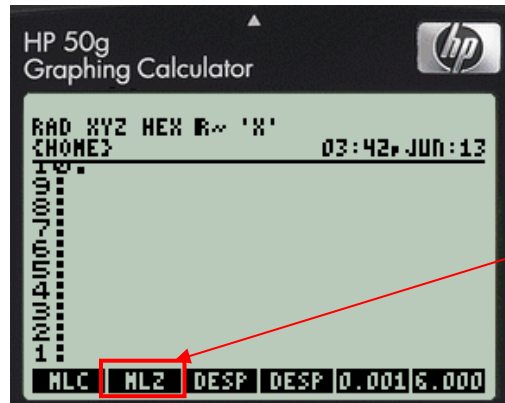 HP 50g
Graphing Calculator
hp
RAD XYZ HEX R~ 'X'
{HOME} 03:42P JUN:13
10:
9:
8:
7:
6:
5:
4:
3:
2:
1:
MLC MLZ DESP DESP 0.001 6.000